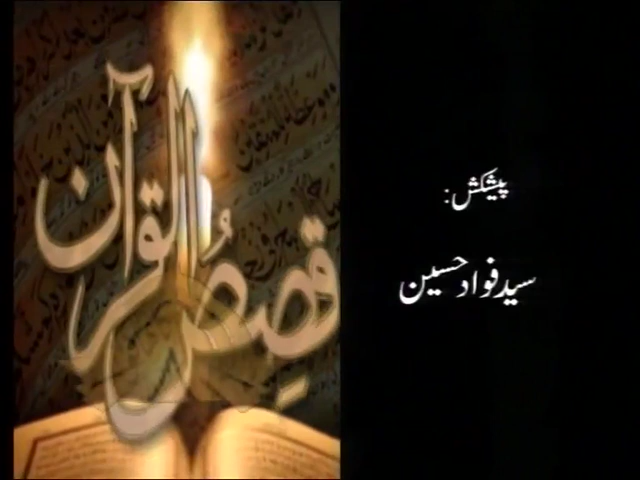 قصصُ القرآن
پیشکش:
سید فواد حسین